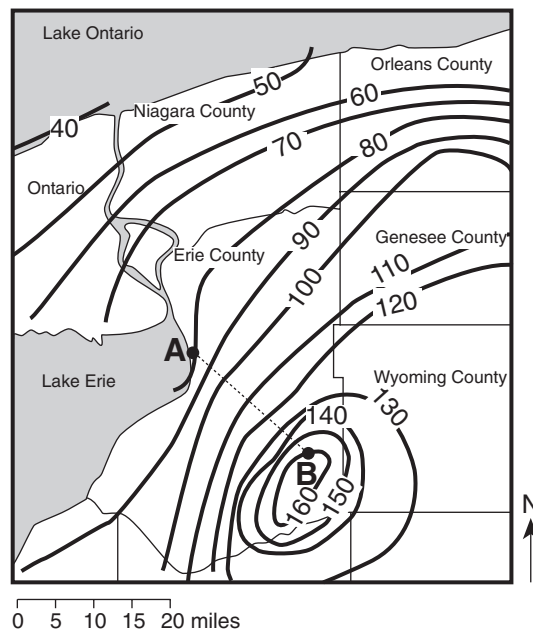 Lake Ontario
Orleans County
50
60
Niagara County
40
70
80
Ontario
90
Erie County
Genesee County
100
110
120
A
Lake Erie
Wyoming County
140
130
B
160
150
N
0 5 10 15 20 miles